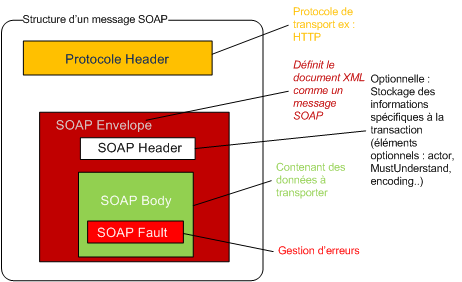 Structure d'un message SOAP
Protocole de
transport ex :
HTTP
Protocole Header
Définit le
document XML
comme un
message
SOAP
Optionnelle :
Stockage des
informations
spécifiques à la
transaction
(éléments
optionnels : actor,
MustUnderstand,
encoding..)
SOAP Envelope
SOAP Header
Contenant des
données à
transporter
SOAP Body
SOAP Fault
Gestion d'erreurs